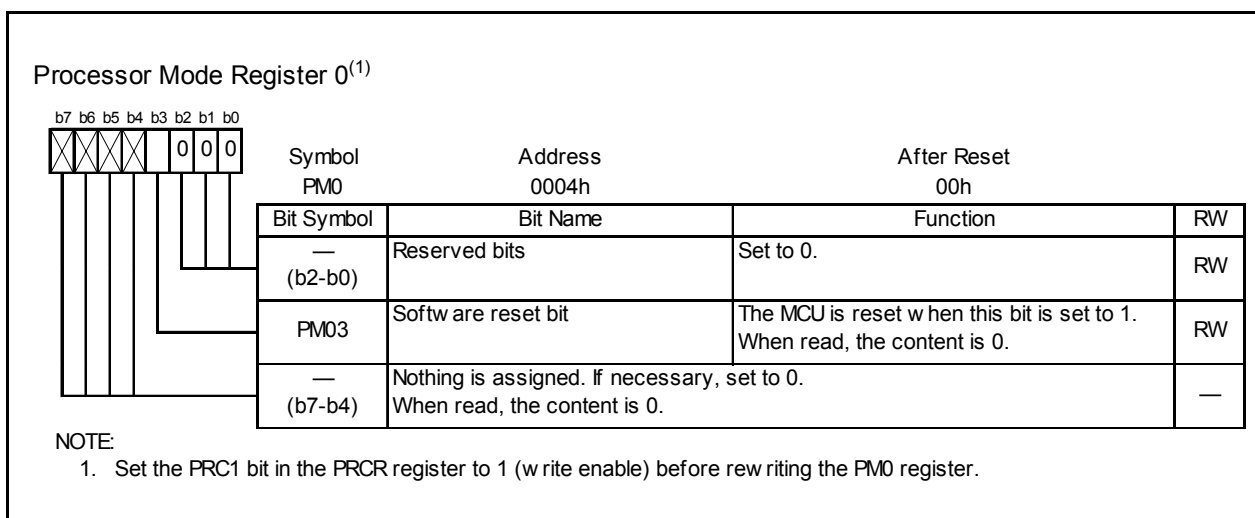 Processor Mode Register 0(1)
b7 b6 b5 b4 b3 b2 b1 b0
0 0 0
Symbol Address After Reset
PM0 0004h 00h
Bit Symbol Bit Name Function RW
— (b2-b0) Reserved bits Set to 0. RW
PM03 Software reset bit The MCU is reset when this bit is set to 1.
When read, the content is 0. RW
— (b7-b4) Nothing is assigned. If necessary, set to 0.
When read, the content is 0. —
NOTE:
1. Set the PRC1 bit in the PRCR register to 1 (write enable) before rewriting the PM0 register.